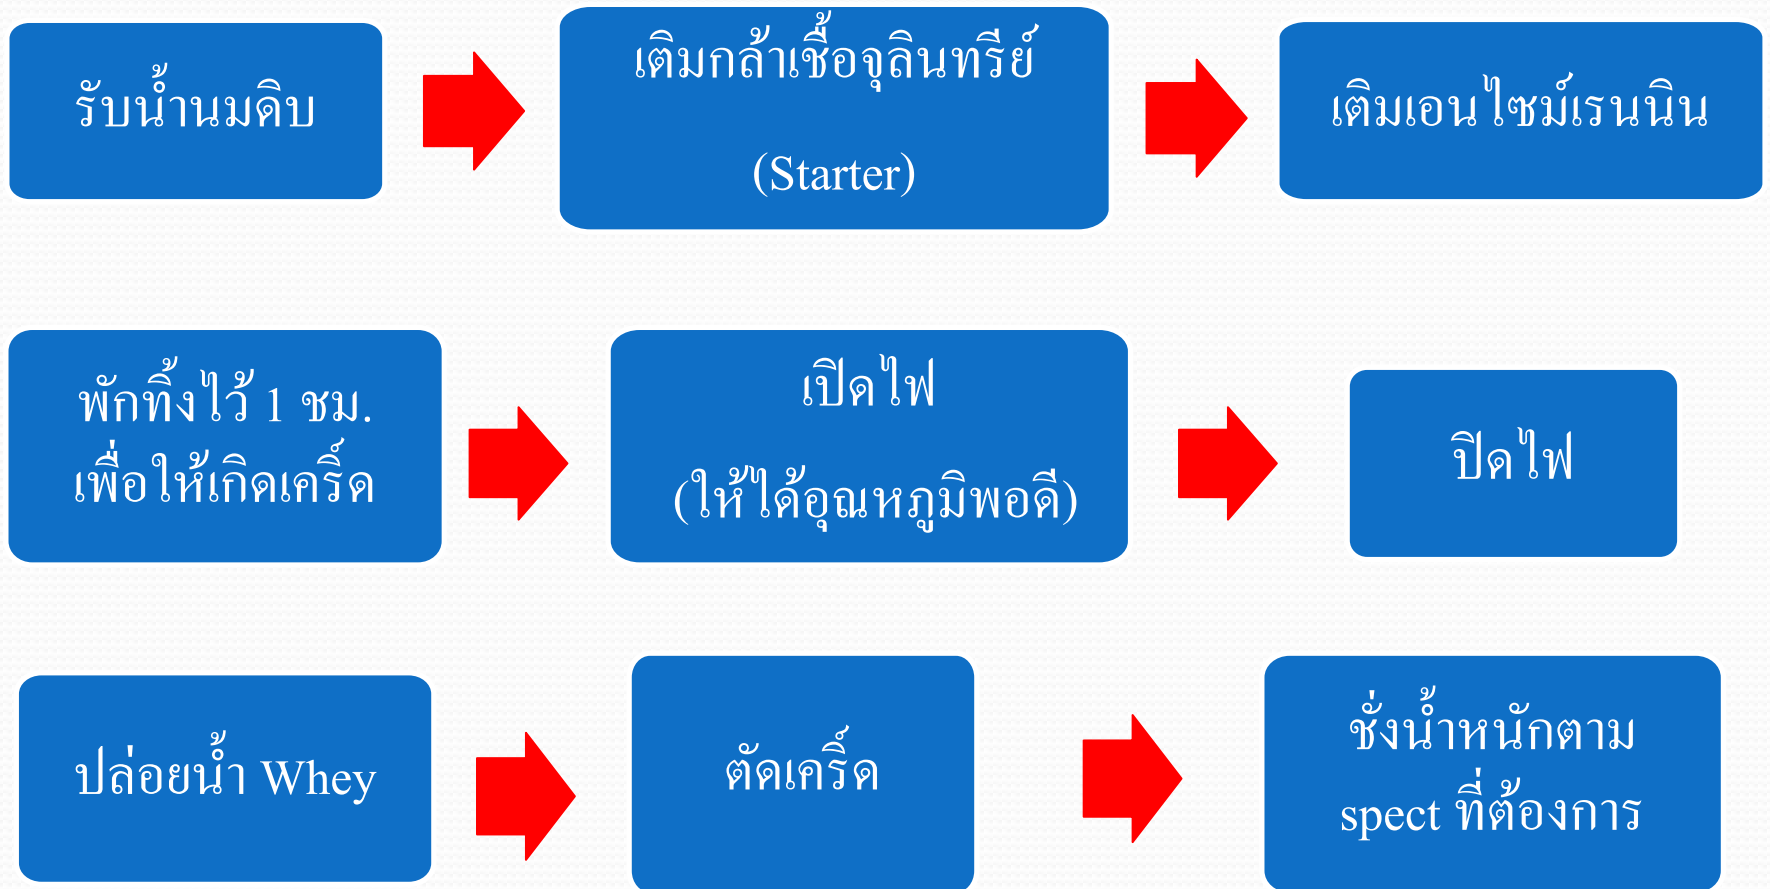 รับน้ำนมดิบ
เติมกล้าเชื้อจุลินทรีย์
(Starter)
เติมเอนไซม์เรนนิน
พักทิ้งไว้ 1 ชม.
เพื่อให้เกิดเคริ์ด
เปิดไฟ
(ให้ได้อุณหภูมิพอดี)
ปิดไฟ
ปล่อยน้ำ Whey
ตัดเคริ์ด
ชั่งน้ำหนักตาม
spect ที่ต้องการ